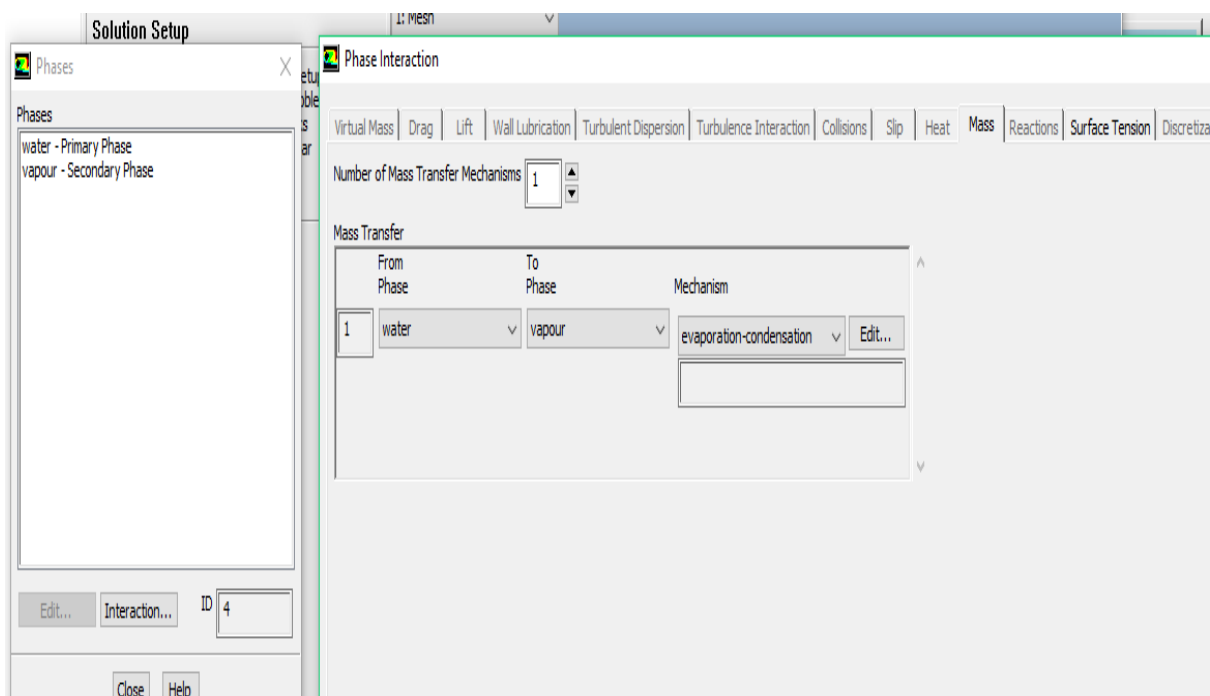 1: Mesh
Solution Setup
Phases
Phases
water - Primary Phase
vapour - Secondary Phase
Edit...
Interaction...
ID
4
Close
Help
Phase Interaction
Virtual Mass
Drag
Lift
Wall Lubrication
Turbulent Dispersion
Turbulence Interaction
Collisions
Slip
Heat
Mass
Reactions
Surface Tension
Discretiza
Number of Mass Transfer Mechanisms
1
Mass Transfer
From
Phase
To
Phase
Mechanism
1
water
vapour
evaporation-condensation
Edit...